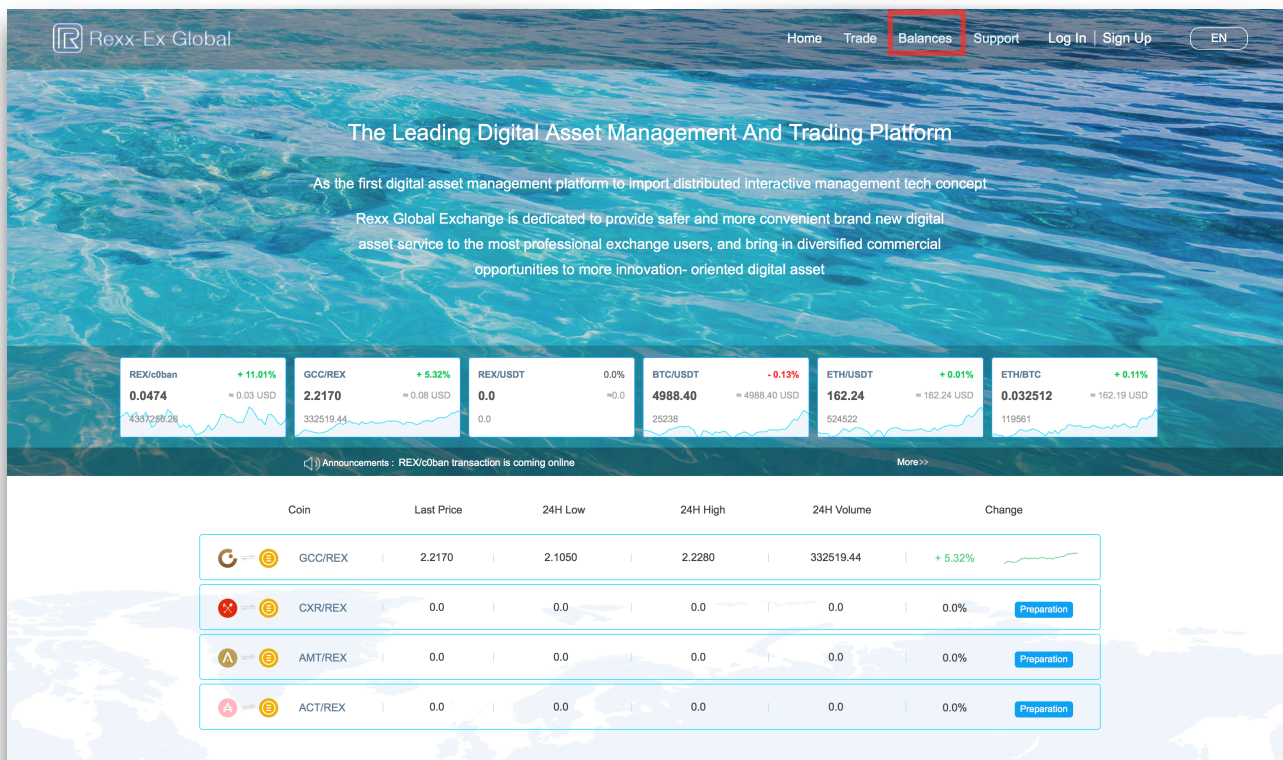 Rexx-Ex Global
Home Trade Balances Support Log In | Sign Up EN
The Leading Digital Asset Management And Trading Platform
As the first digital asset management platform to import distributed interactive management tech concept
Rexx Global Exchange is dedicated to provide safer and more convenient brand new digital
asset service to the most professional exchange users, and bring in diversified commercial
opportunities to more innovation- oriented digital asset
REX/c0ban + 11.01%
0.0474 ≈ 0.03 USD
4337256.26
GCC/REX + 5.32%
2.2170 ≈ 0.08 USD
332519.44
REX/USDT 0.0%
0.0 ≈0.0
0.0
BTC/USDT - 0.13%
4988.40 ≈ 4988.40 USD
25238
ETH/USDT + 0.01%
162.24 ≈ 162.24 USD
524522
ETH/BTC + 0.11%
0.032512 ≈ 162.19 USD
119561
Announcements : REX/c0ban transaction is coming online More>>
Coin Last Price 24H Low 24H High 24H Volume Change
GCC/REX 2.2170 2.1050 2.2280 332519.44 + 5.32%
CXR/REX 0.0 0.0 0.0 0.0 0.0% Preparation
AMT/REX 0.0 0.0 0.0 0.0 0.0% Preparation
ACT/REX 0.0 0.0 0.0 0.0 0.0% Preparation